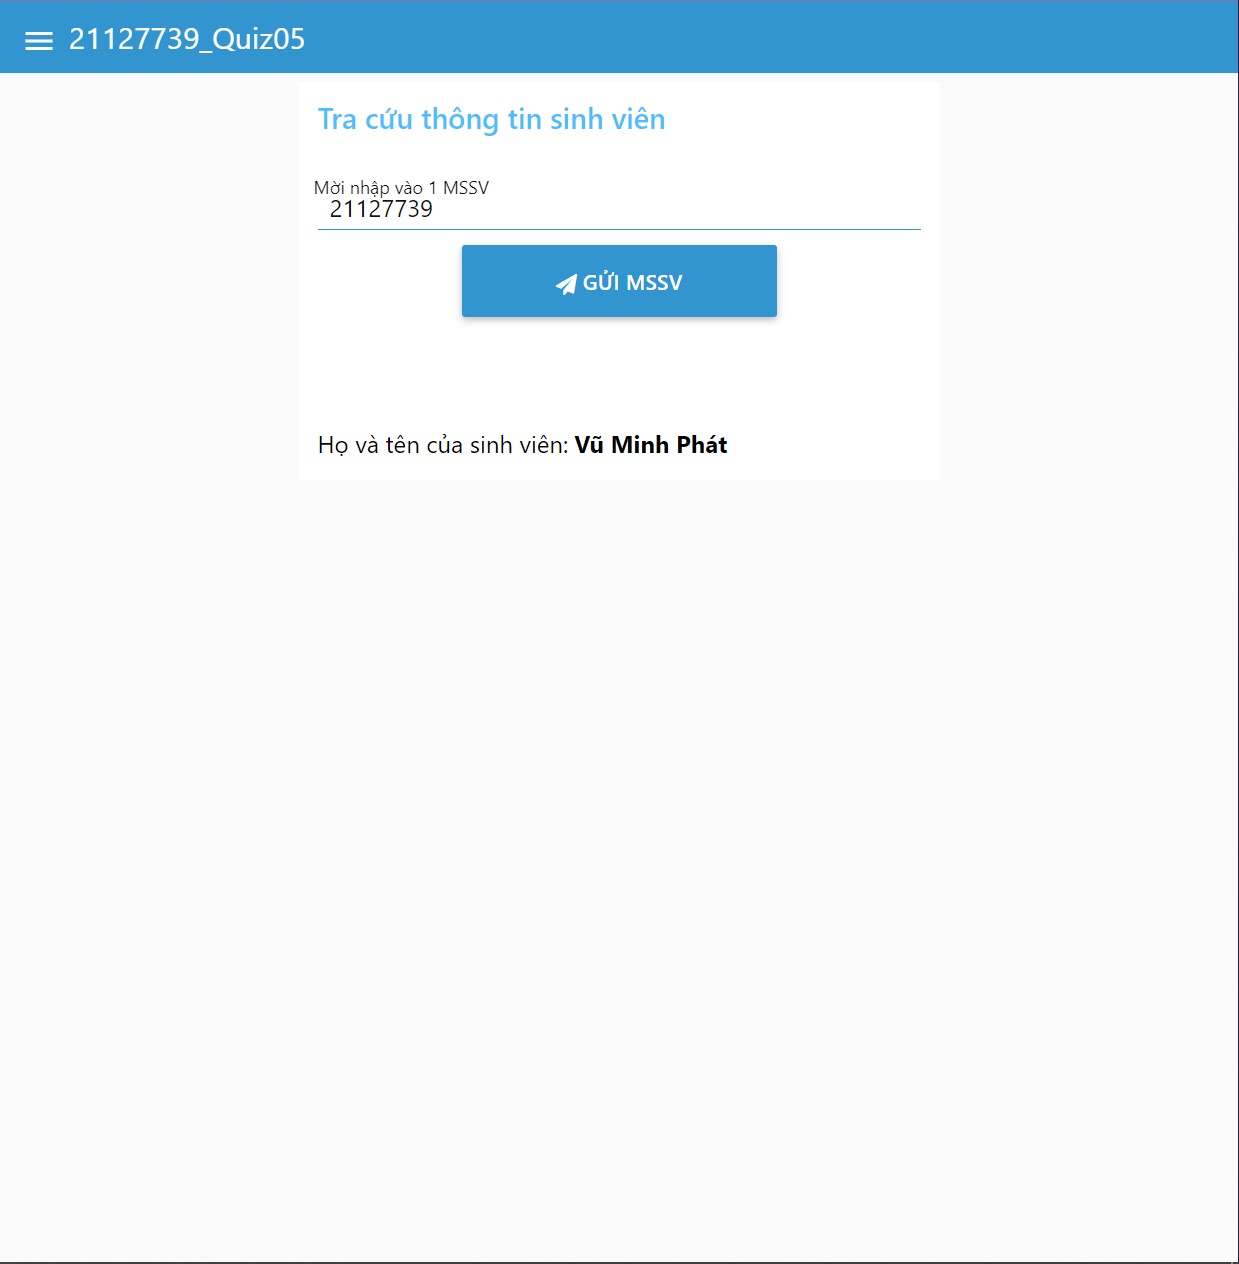 21127739_Quiz05
Tra cứu thông tin sinh viên
Mời nhập vào 1 MSSV
21127739
GỬI MSSV
Họ và tên của sinh viên: Vũ Minh Phát